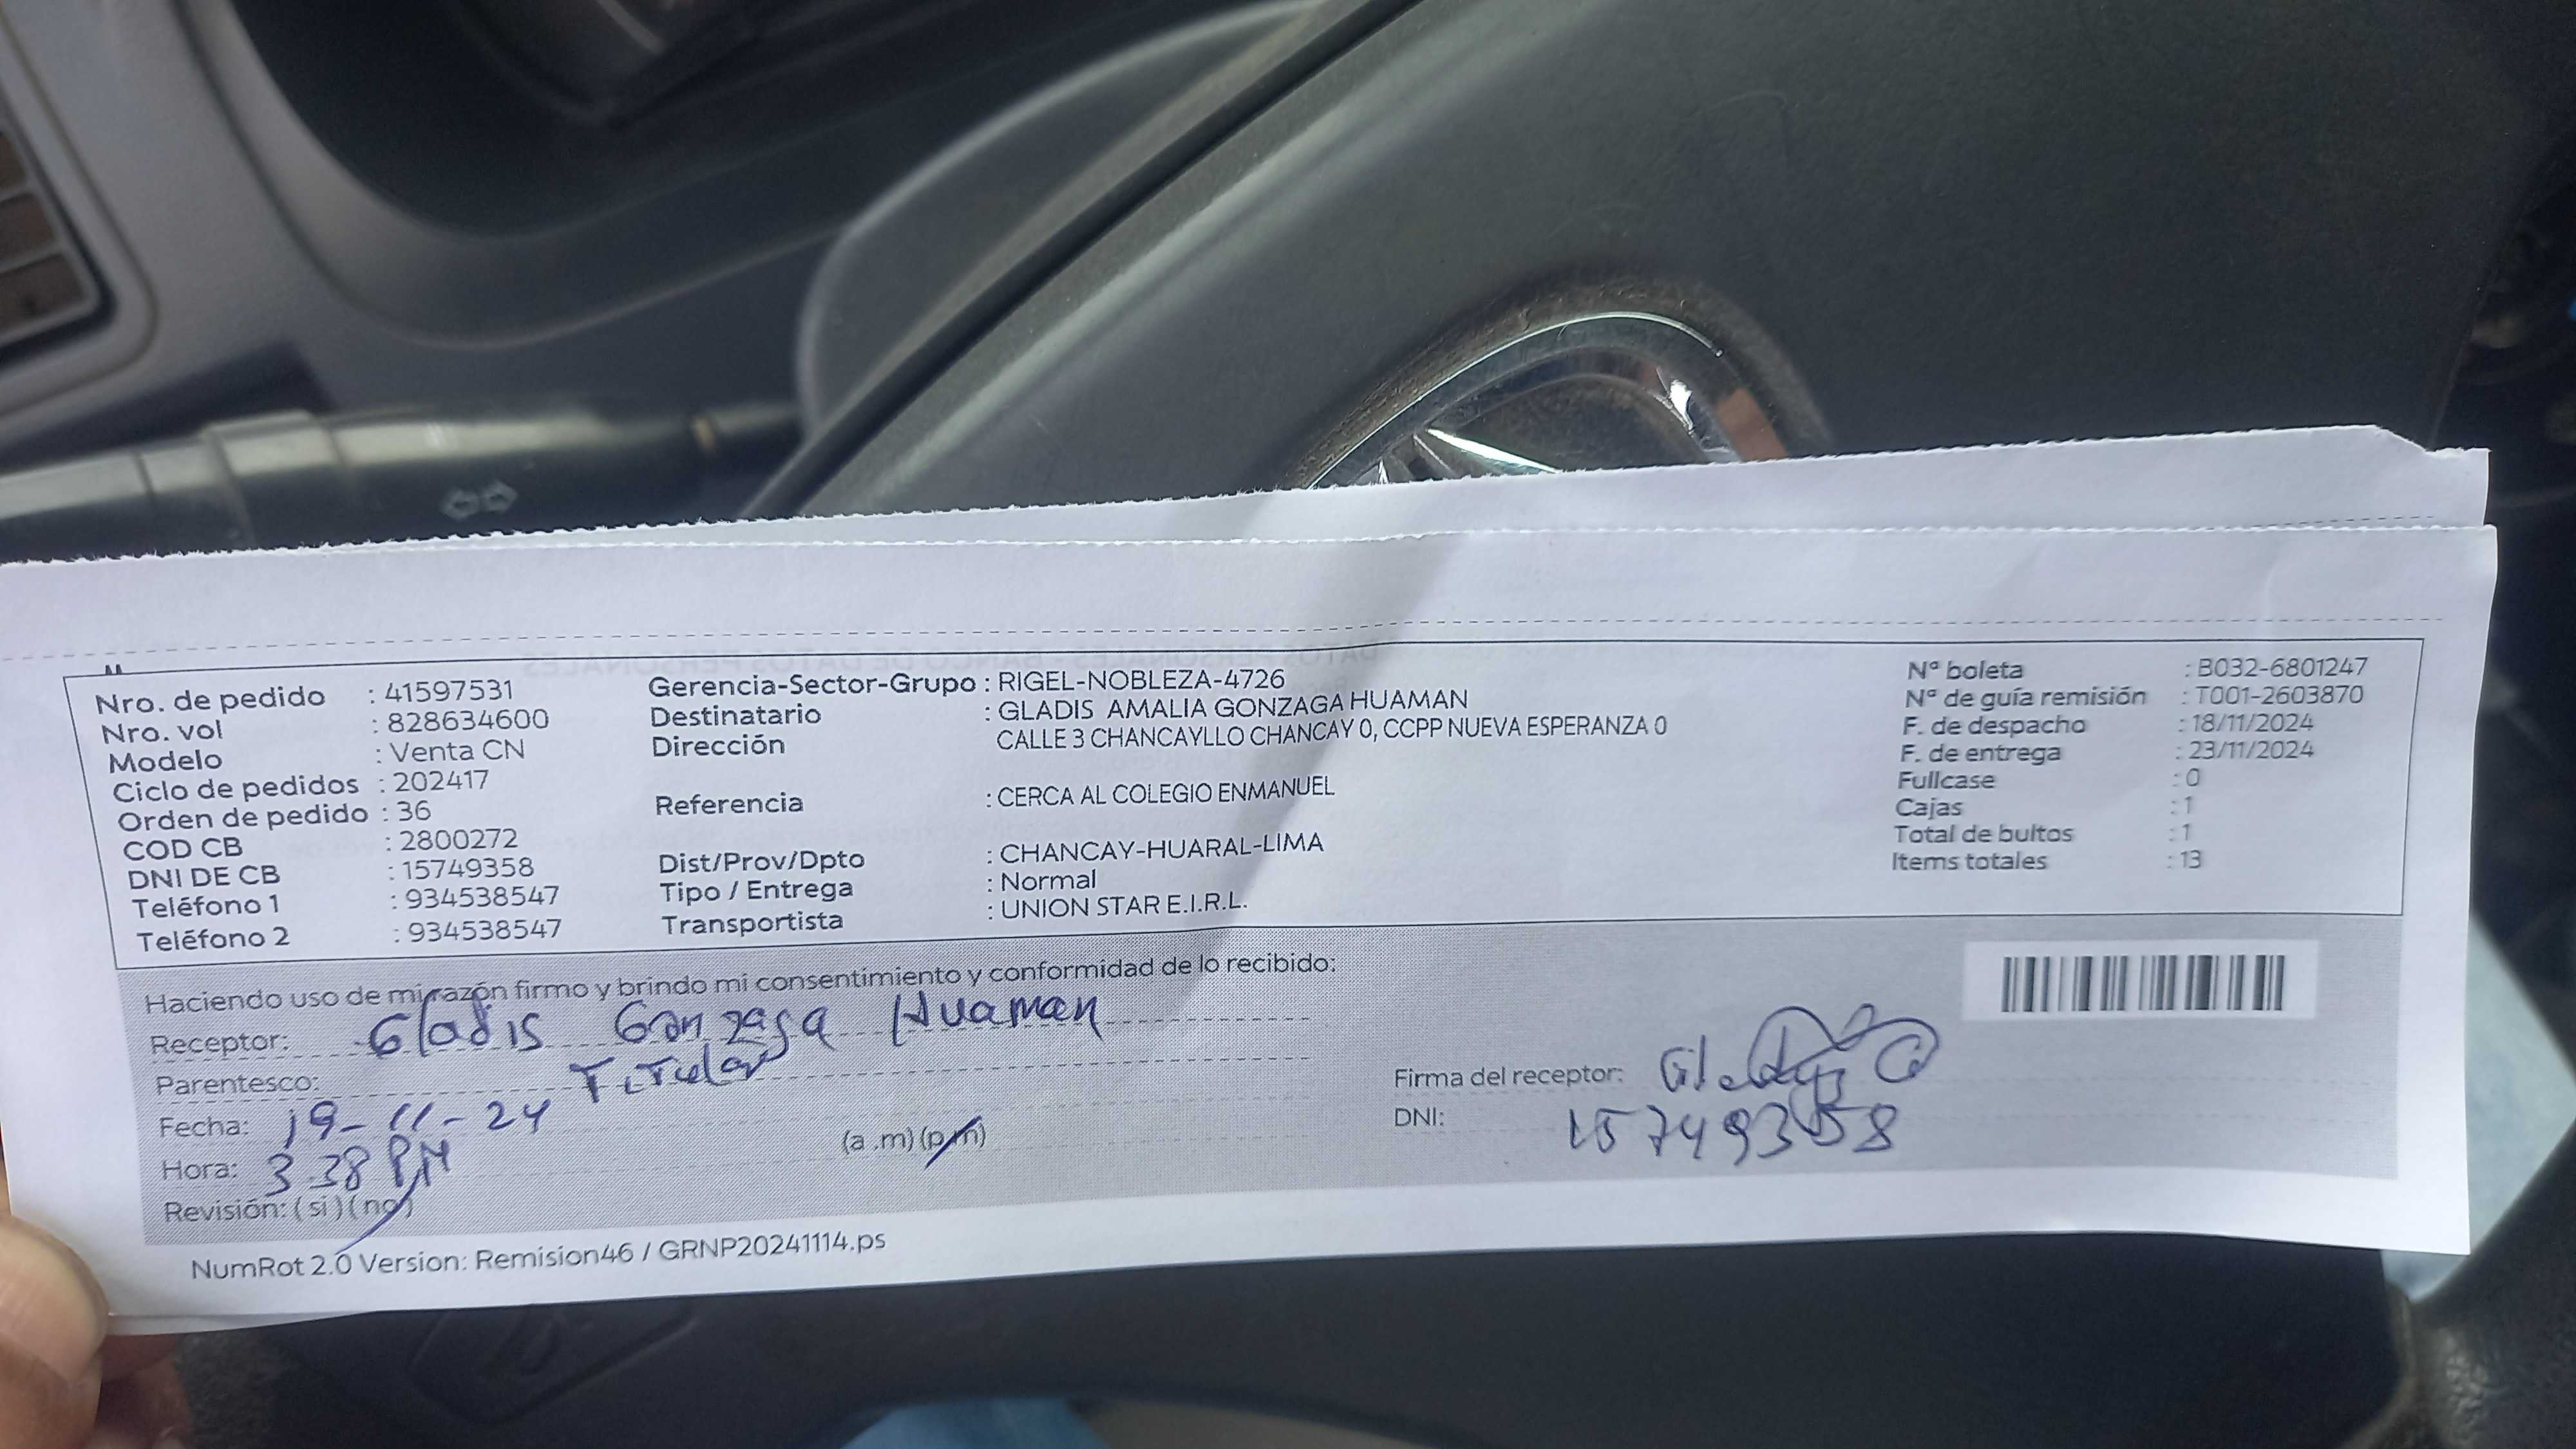 Nro. de pedido : 41597531
Nro. vol : 828634600
Modelo : Venta CN
Ciclo de pedidos : 202417
Orden de pedido : 36
COD CB : 2800272
DNI DE CB : 15749358
Teléfono 1 : 934538547
Teléfono 2 : 934538547
Gerencia-Sector-Grupo : RIGEL-NOBLEZA-4726
Destinatario : GLADIS AMALIA GONZAGA HUAMAN
Dirección CALLE 3 CHANCAYLLO CHANCAY 0, CCPP NUEVA ESPERANZA 0
Referencia : CERCA AL COLEGIO ENMANUEL
Dist/Prov/Dpto : CHANCAY-HUARAL-LIMA
Tipo / Entrega : Normal
Transportista : UNION STAR E.I.R.L.
Nº boleta : B032-6801247
Nº de guía remisión : T001-2603870
F. de despacho : 18/11/2024
F. de entrega : 23/11/2024
Fullcase : 0
Cajas : 1
Total de bultos : 1
Items totales : 13
Haciendo uso de mi razón firmo y brindo mi consentimiento y conformidad de lo recibido:
Receptor: Gladis Gonzaga Huaman
Parentesco: Titular
Fecha: 19-11-24
Hora: 3.38 PM (a .m) (p.m)
Revisión: ( si ) ( no )
Firma del receptor:
DNI: 15749358
NumRot 2.0 Version: Remision46 / GRNP20241114.ps